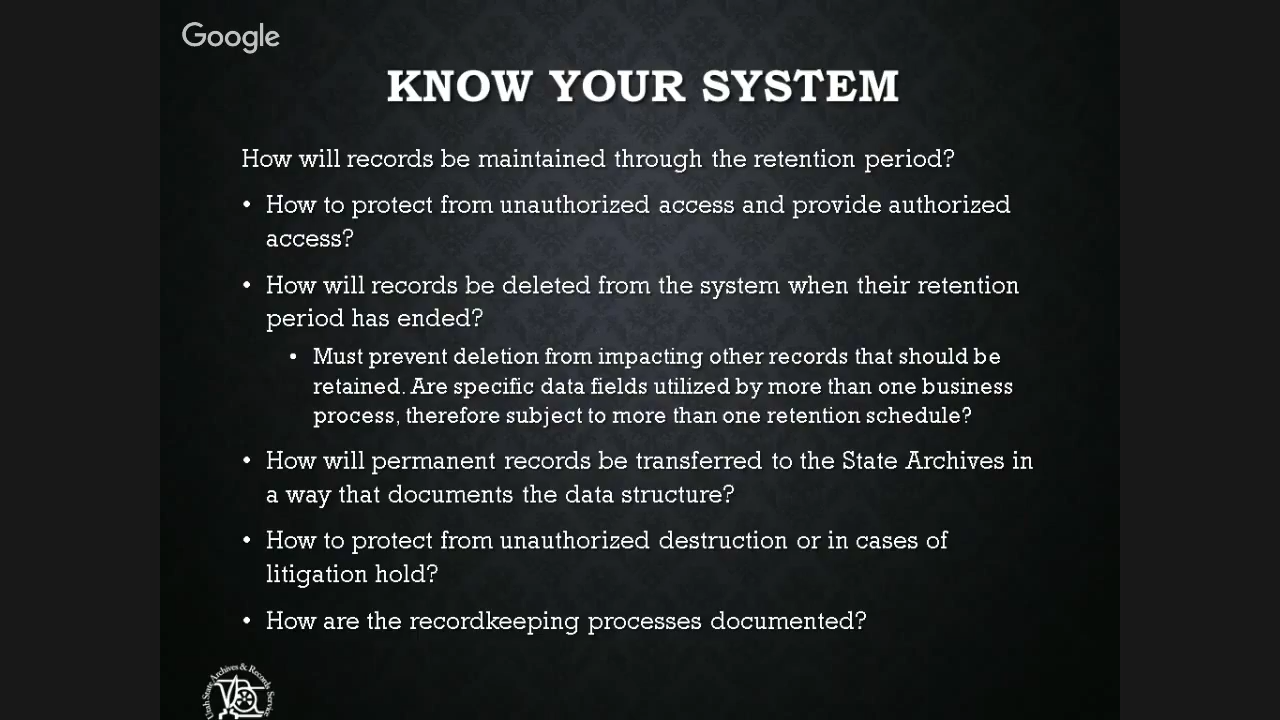 Google
KNOW YOUR SYSTEM
How will records be maintained through the retention period?
• How to protect from unauthorized access and provide authorized
access?
• How will records be deleted from the system when their retention
period has ended?
• Must prevent deletion from impacting other records that should be
retained. Are specific data fields utilized by more than one business
process, therefore subject to more than one retention schedule?
• How will permanent records be transferred to the State Archives in
a way that documents the data structure?
• How to protect from unauthorized destruction or in cases of
litigation hold?
• How are the recordkeeping processes documented?
Utah State Archives & Records Service